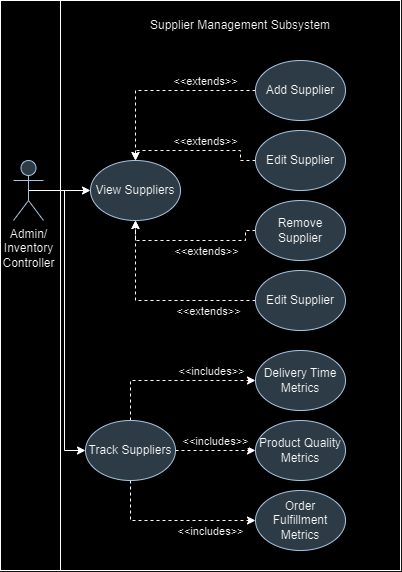 Supplier Management Subsystem
<<extends>>
Add Supplier
<<extends>>
Edit Supplier
View Suppliers
Admin/
Inventory
Controller
Remove
Supplier
<<extends>>
Edit Supplier
<<extends>>
Delivery Time
Metrics
<<includes>>
Track Suppliers
<<includes>>
Product Quality
Metrics
Order
Fulfillment
Metrics
<<includes>>